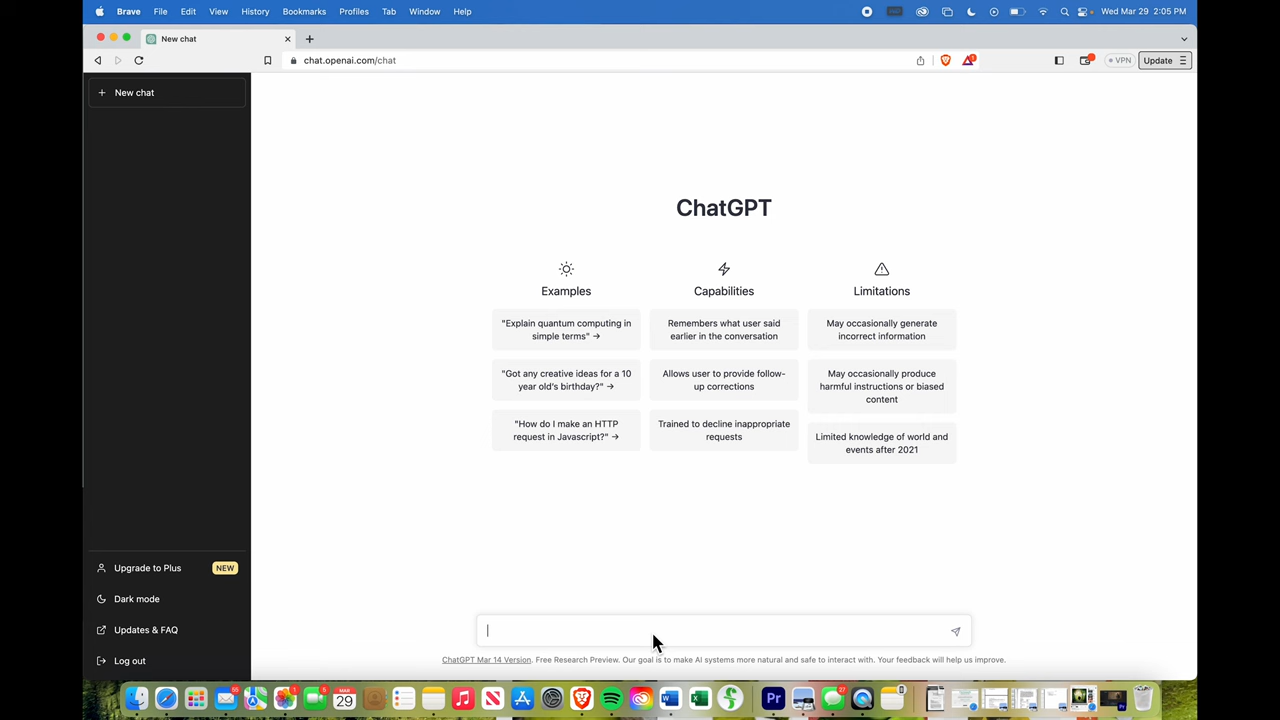 Brave File Edit View History Bookmarks Profiles Tab Window Help Wed Mar 29 2:05 PM
New chat
chat.openai.com/chat
1
VPN
Update
New chat
ChatGPT
Examples
"Explain quantum computing in
simple terms" →
"Got any creative ideas for a 10
year old's birthday?" →
"How do I make an HTTP
request in Javascript?" →
Capabilities
Remembers what user said
earlier in the conversation
Allows user to provide follow-
up corrections
Trained to decline inappropriate
requests
Limitations
May occasionally generate
incorrect information
May occasionally produce
harmful instructions or biased
content
Limited knowledge of world and
events after 2021
Upgrade to Plus NEW
Dark mode
Updates & FAQ
Log out
ChatGPT Mar 14 Version. Free Research Preview. Our goal is to make AI systems more natural and safe to interact with. Your feedback will help us improve.
29
Pr